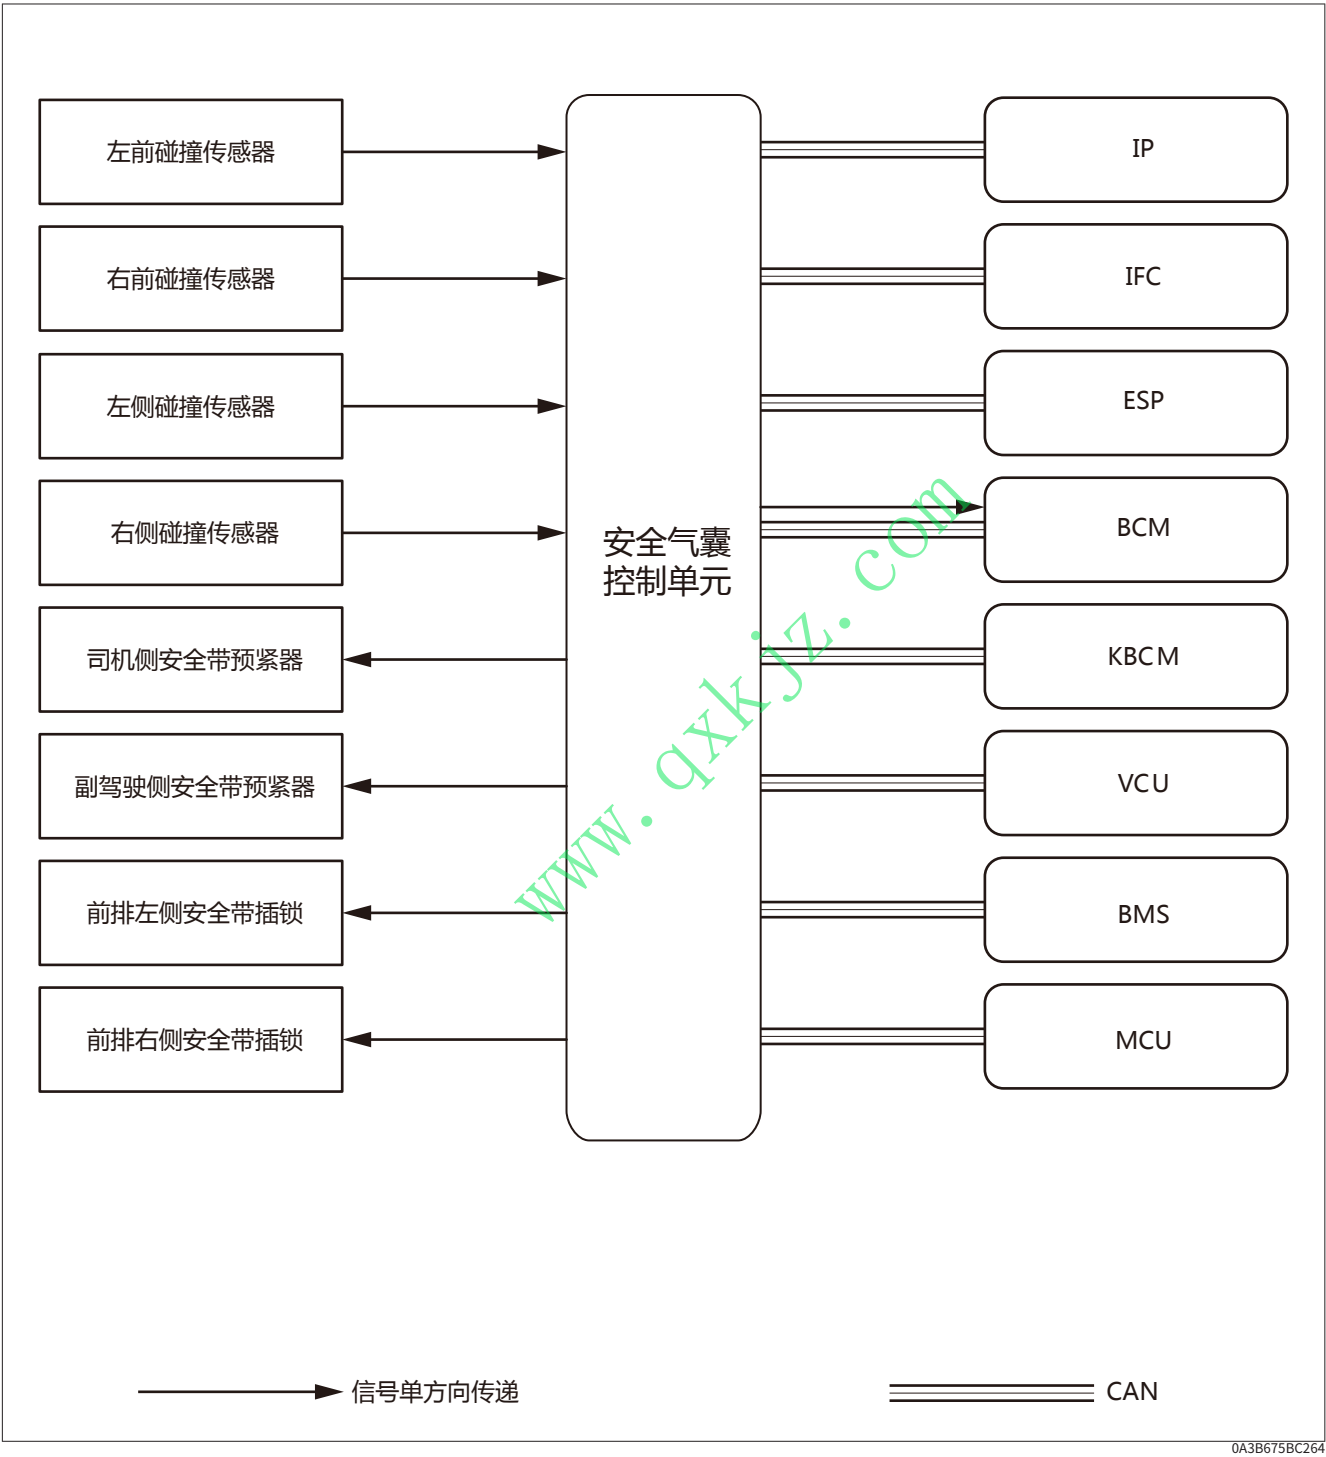 左前碰撞传感器
IP
右前碰撞传感器
IFC
左侧碰撞传感器
ESP
右侧碰撞传感器
BCM
安全气囊
控制单元
司机侧安全带预紧器
KBCM
副驾驶侧安全带预紧器
VCU
前排左侧安全带插锁
BMS
前排右侧安全带插锁
MCU
www.qxkjz.com
信号单方向传递
CAN
0A3B675BC264